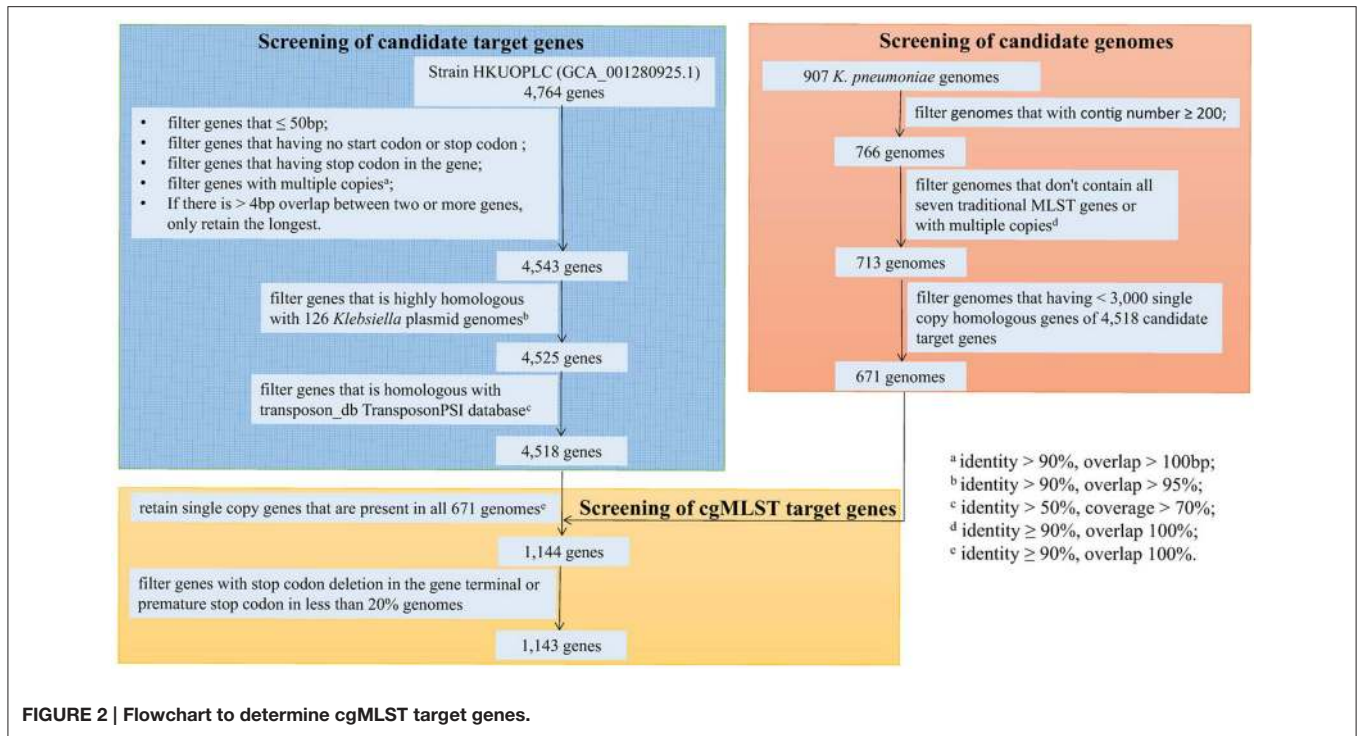 Screening of candidate target genes
Strain HKUOPLC (GCA_001280925.1)
4,764 genes
• filter genes that ≤ 50bp;
• filter genes that having no start codon or stop codon ;
• filter genes that having stop codon in the gene;
• filter genes with multiple copiesᵃ;
• If there is > 4bp overlap between two or more genes,
only retain the longest.
4,543 genes
filter genes that is highly homologous
with 126 Klebsiella plasmid genomesᵇ
4,525 genes
filter genes that is homologous with
transposon_db TransposonPSI databaseᶜ
4,518 genes
Screening of candidate genomes
907 K. pneumoniae genomes
filter genomes that with contig number ≥ 200;
766 genomes
filter genomes that don't contain all
seven traditional MLST genes or
with multiple copiesᵈ
713 genomes
filter genomes that having < 3,000 single
copy homologous genes of 4,518 candidate
target genes
671 genomes
Screening of cgMLST target genes
retain single copy genes that are present in all 671 genomesᵉ
1,144 genes
filter genes with stop codon deletion in the gene terminal or
premature stop codon in less than 20% genomes
1,143 genes
ᵃ identity > 90%, overlap > 100bp;
ᵇ identity > 90%, overlap > 95%;
ᶜ identity > 50%, coverage > 70%;
ᵈ identity ≥ 90%, overlap 100%;
ᵉ identity ≥ 90%, overlap 100%.
FIGURE 2 | Flowchart to determine cgMLST target genes.